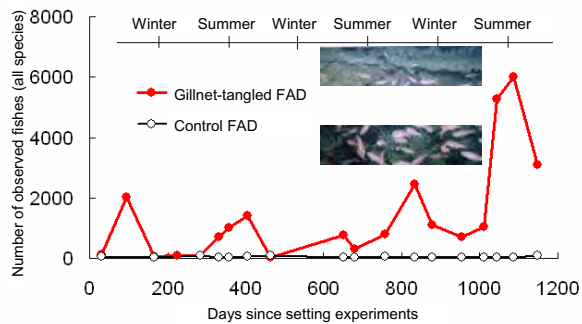 8000
Winter Summer Winter Summer Winter Summer
6000
Gillnet-tangled FAD
Control FAD
4000
2000
0
0 200 400 600 800 1000 1200
Days since setting experiments
Number of observed fishes (all species)